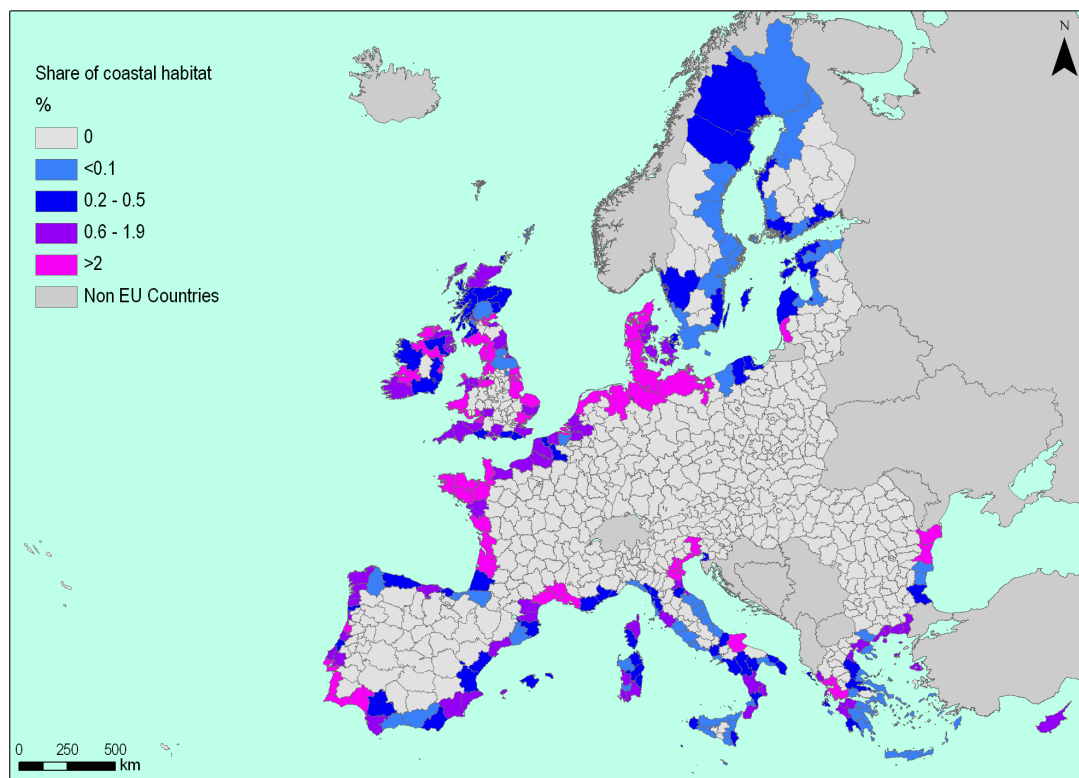 N
Share of coastal habitat
%
0
<0.1
0.2 - 0.5
0.6 - 1.9
>2
Non EU Countries
0 250 500
km